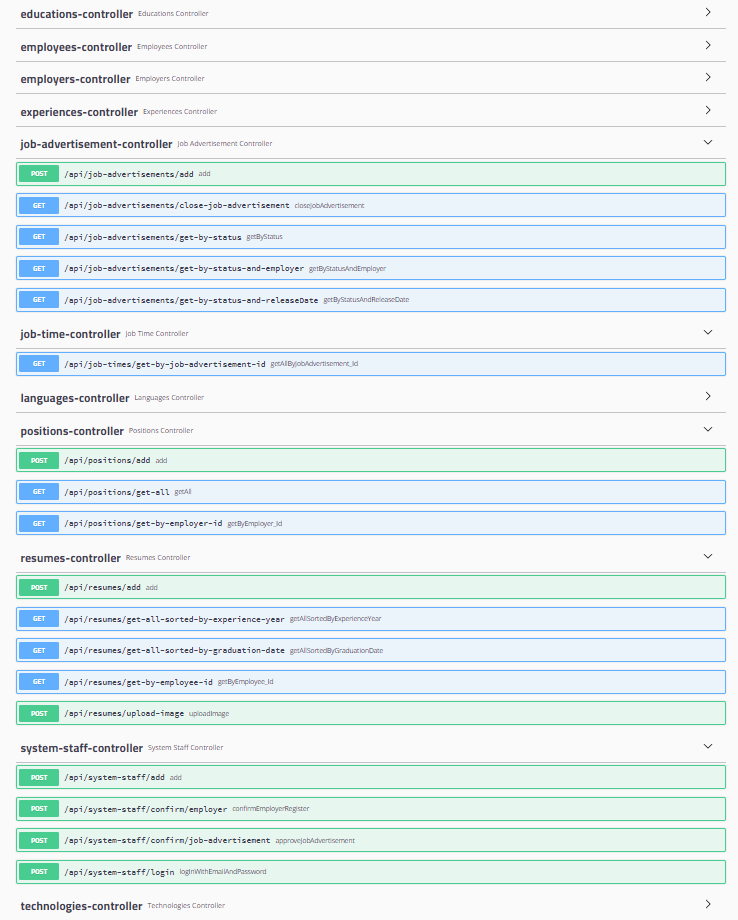 educations-controller Educations Controller
employees-controller Employees Controller
employers-controller Employers Controller
experiences-controller Experiences Controller
job-advertisement-controller Job Advertisement Controller
POST /api/job-advertisements/add add
GET /api/job-advertisements/close-job-advertisement closeJobAdvertisement
GET /api/job-advertisements/get-by-status getByStatus
GET /api/job-advertisements/get-by-status-and-employer getByStatusAndEmployer
GET /api/job-advertisements/get-by-status-and-releaseDate getByStatusAndReleaseDate
job-time-controller Job Time Controller
GET /api/job-times/get-by-job-advertisement-id getAllByJobAdvertisement_Id
languages-controller Languages Controller
positions-controller Positions Controller
POST /api/positions/add add
GET /api/positions/get-all getAll
GET /api/positions/get-by-employer-id getByEmployer_Id
resumes-controller Resumes Controller
POST /api/resumes/add add
GET /api/resumes/get-all-sorted-by-experience-year getAllSortedByExperienceYear
GET /api/resumes/get-all-sorted-by-graduation-date getAllSortedByGraduationDate
GET /api/resumes/get-by-employee-id getByEmployee_Id
POST /api/resumes/upload-image uploadImage
system-staff-controller System Staff Controller
POST /api/system-staff/add add
POST /api/system-staff/confirm/employer confirmEmployerRegister
POST /api/system-staff/confirm/job-advertisement approveJobAdvertisement
POST /api/system-staff/login loginWithEmailAndPassword
technologies-controller Technologies Controller